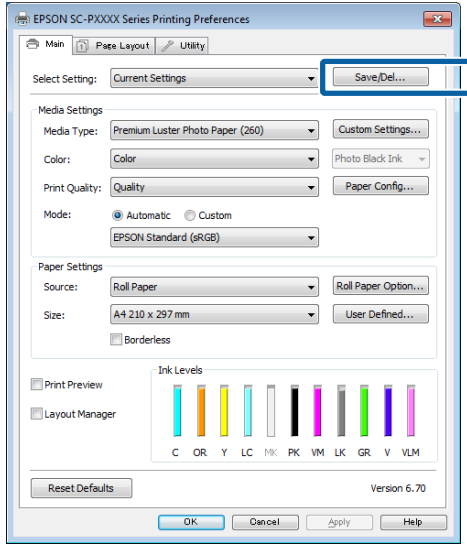 EPSON SC-PXXXX Series Printing Preferences
Main Page Layout Utility
Select Setting: Current Settings Save/Del...
Media Settings
Media Type: Premium Luster Photo Paper (260) Custom Settings...
Color: Color Photo Black Ink
Print Quality: Quality Paper Config...
Mode: Automatic Custom
EPSON Standard (sRGB)
Paper Settings
Source: Roll Paper Roll Paper Option...
Size: A4 210 x 297 mm User Defined...
Borderless
Ink Levels
Print Preview
Layout Manager
C OR Y LC MK PK VM LK GR V VLM
Reset Defaults Version 6.70
OK Cancel Apply Help